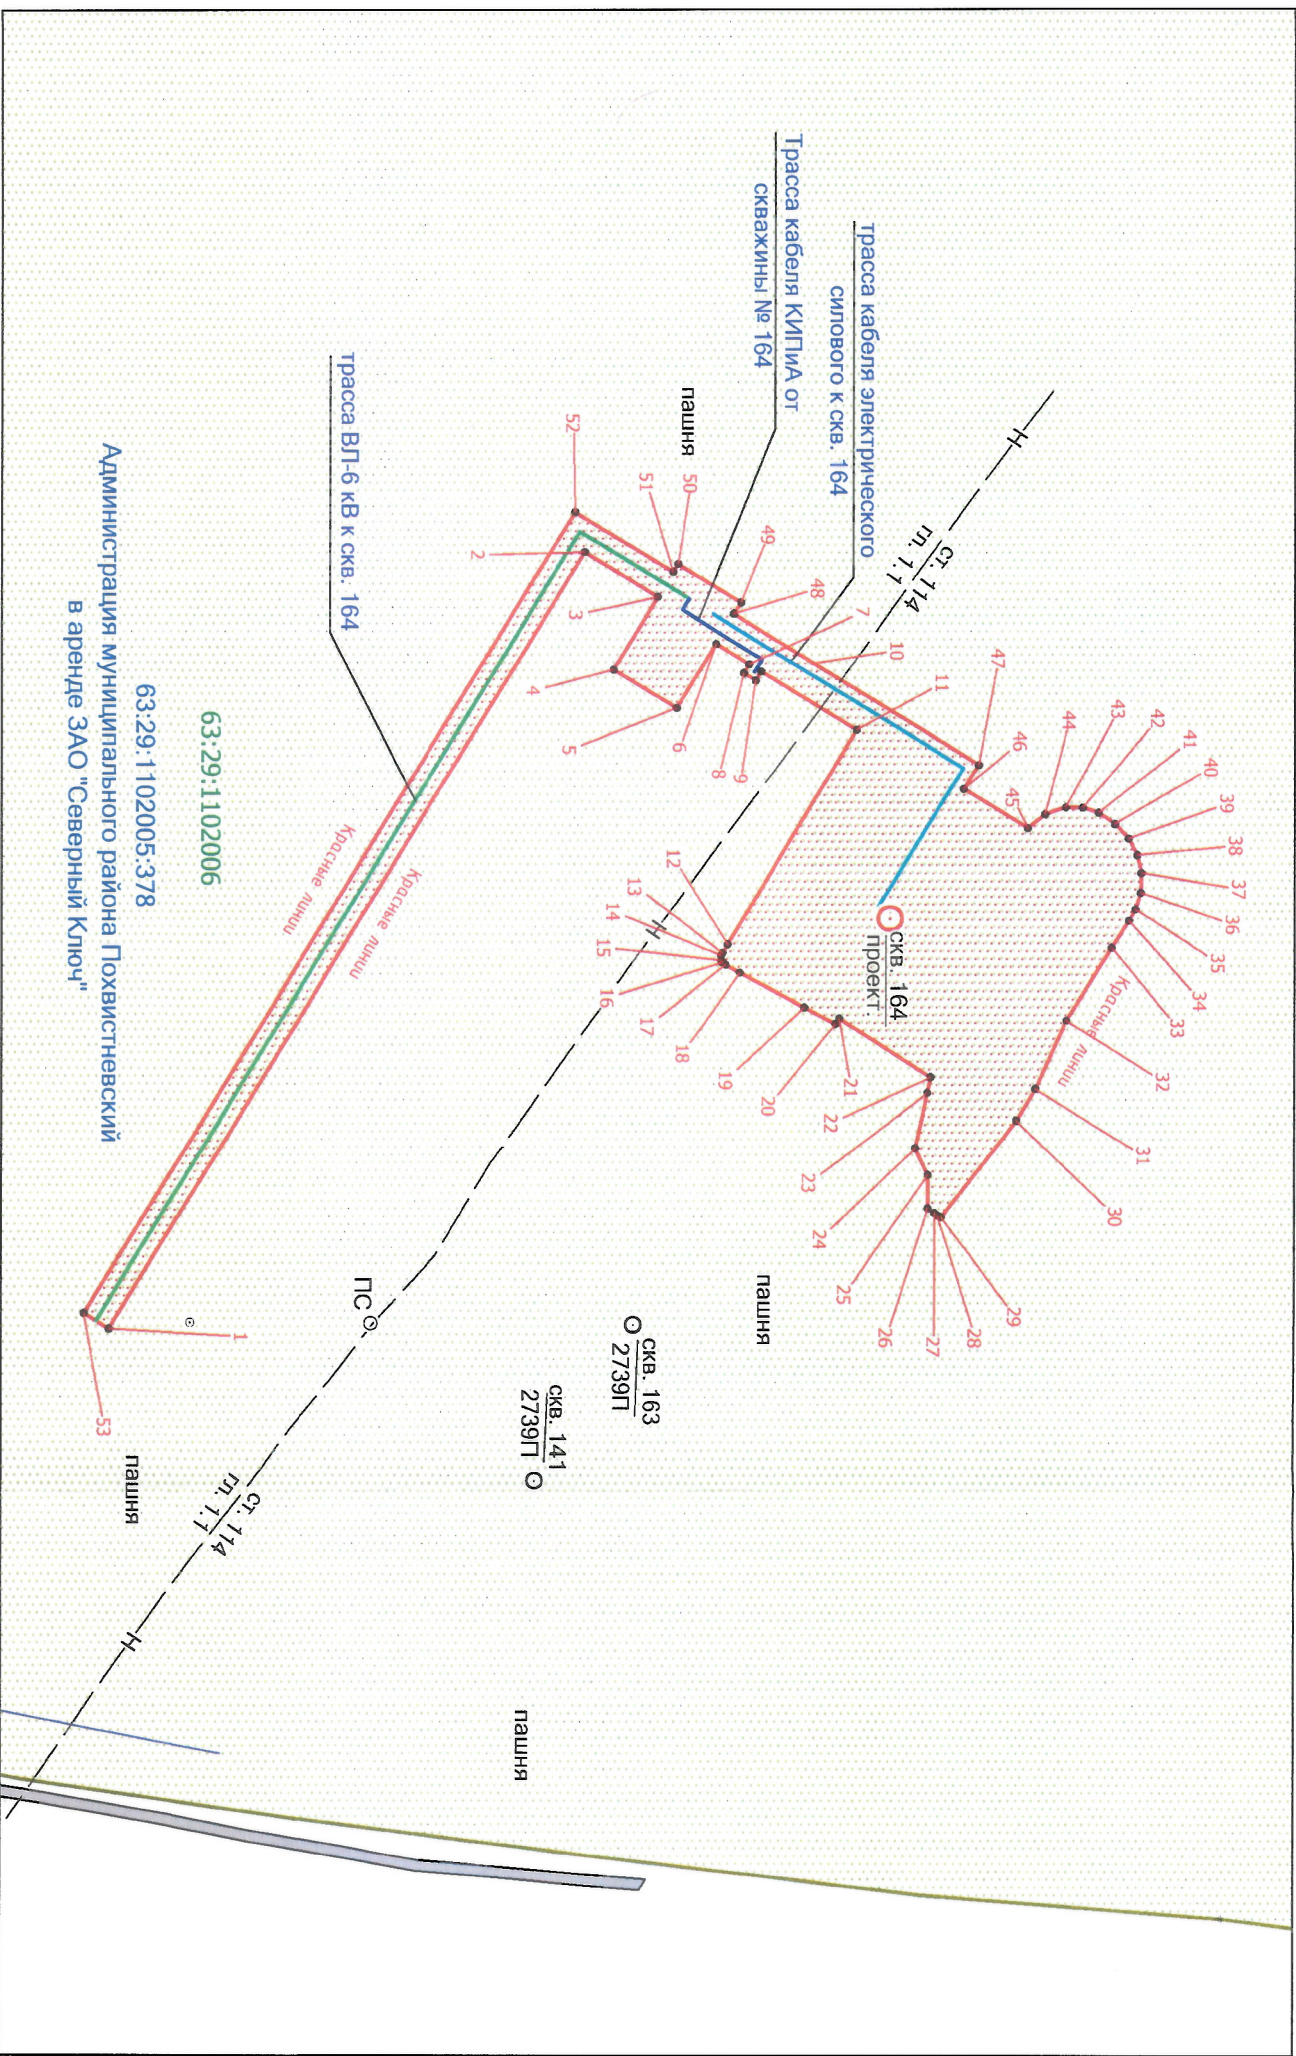 47
46
45
44
43
42
41
40
39
38
37
36
35
34
33
32
31
30
29
28
27
26
25
24
23
22
21
20
19
18
17
16
15
14
13
12
11
10
9
8
7
6
5
4
3
2
1
48
49
50
51
52
53
Красные линии
скв. 164
проект.
ст. 114
гл. 1.1
трасса кабеля электрического
силового к скв. 164
Трасса кабеля КИПиА от
скважины № 164
пашня
пашня
скв. 163
2739П
скв. 141
2739П
пашня
ПС
Н
Н
Н
трасса ВЛ-6 кВ к скв. 164
Красные линии
Красные линии
ст. 114
гл. 1.1
пашня
63:29:1102006
63:29:1102005:378
Администрация муниципального района Похвистневский
в аренде ЗАО "Северный Ключ"